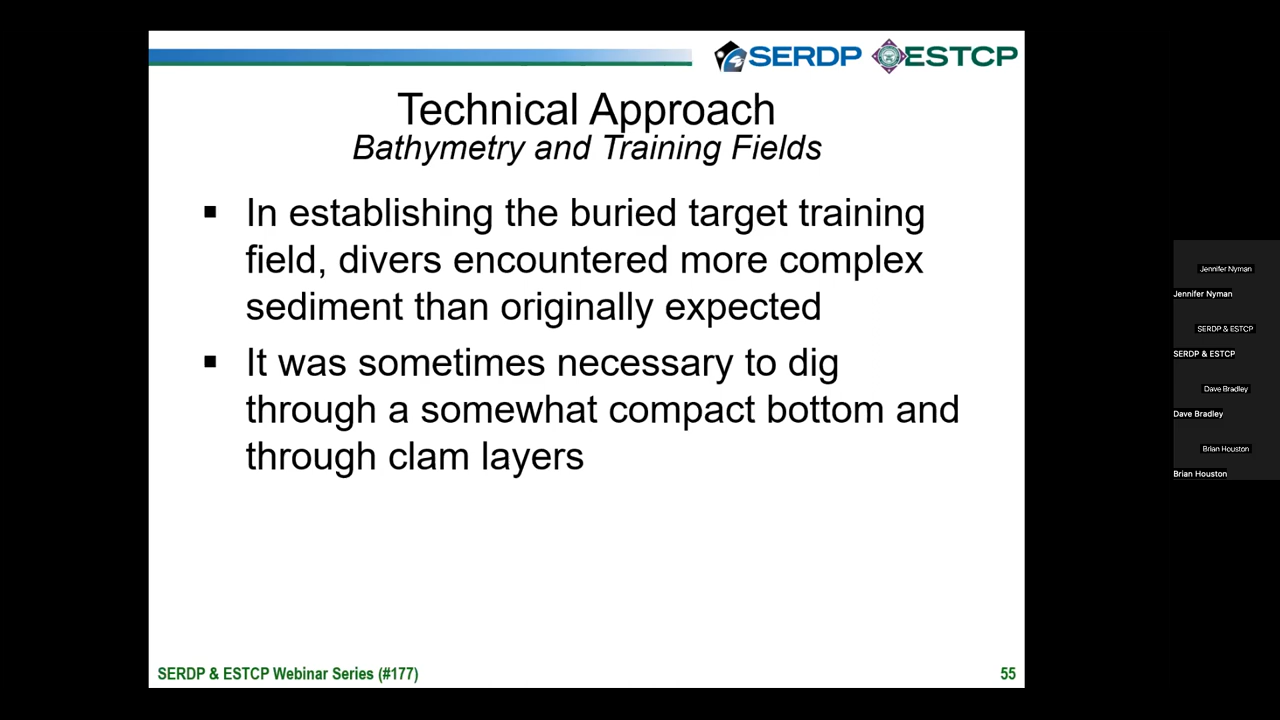 SERDP ESTCP
Technical Approach
Bathymetry and Training Fields
▪ In establishing the buried target training
field, divers encountered more complex
sediment than originally expected
▪ It was sometimes necessary to dig
through a somewhat compact bottom and
through clam layers
SERDP & ESTCP Webinar Series (#177)
55
Jennifer Nyman
Jennifer Nyman
SERDP & ESTCP
SERDP & ESTCP
Dave Bradley
Dave Bradley
Brian Houston
Brian Houston